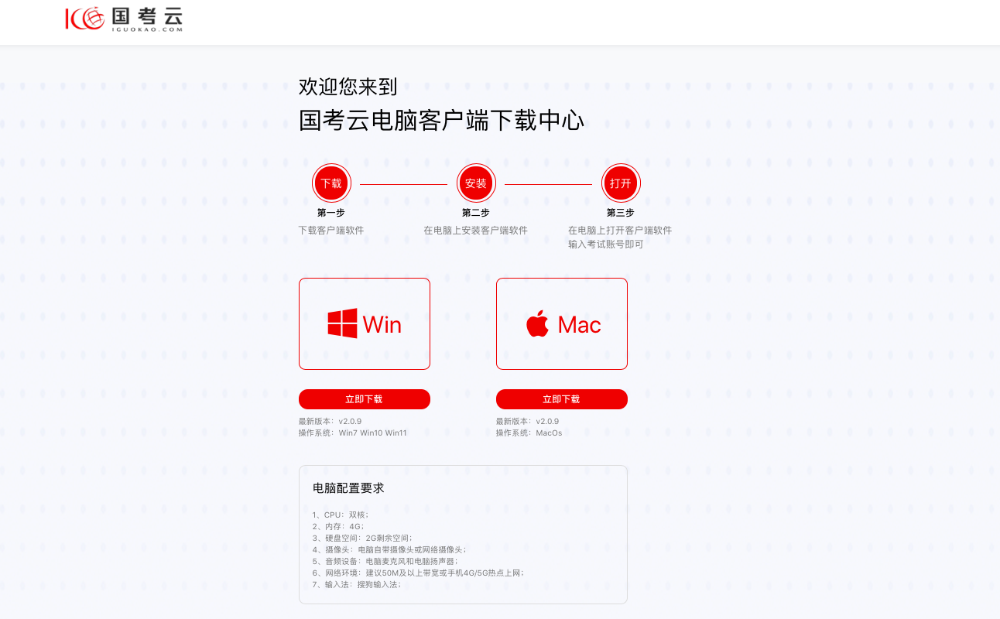 国考云
IGUOKAO.COM
欢迎您来到
国考云电脑客户端下载中心
下载
安装
打开
第一步
第二步
第三步
下载客户端软件
在电脑上安装客户端软件
在电脑上打开客户端软件
输入考试账号即可
Win
Mac
立即下载
立即下载
最新版本：v2.0.9
操作系统：Win7 Win10 Win11
最新版本：v2.0.9
操作系统：MacOs
电脑配置要求
1、CPU：双核；
2、内存：4G；
3、硬盘空间：2G剩余空间；
4、摄像头：电脑自带摄像头或网络摄像头；
5、音频设备：电脑麦克风和电脑扬声器；
6、网络环境：建议50M及以上带宽或手机4G/5G热点上网；
7、输入法：搜狗输入法；